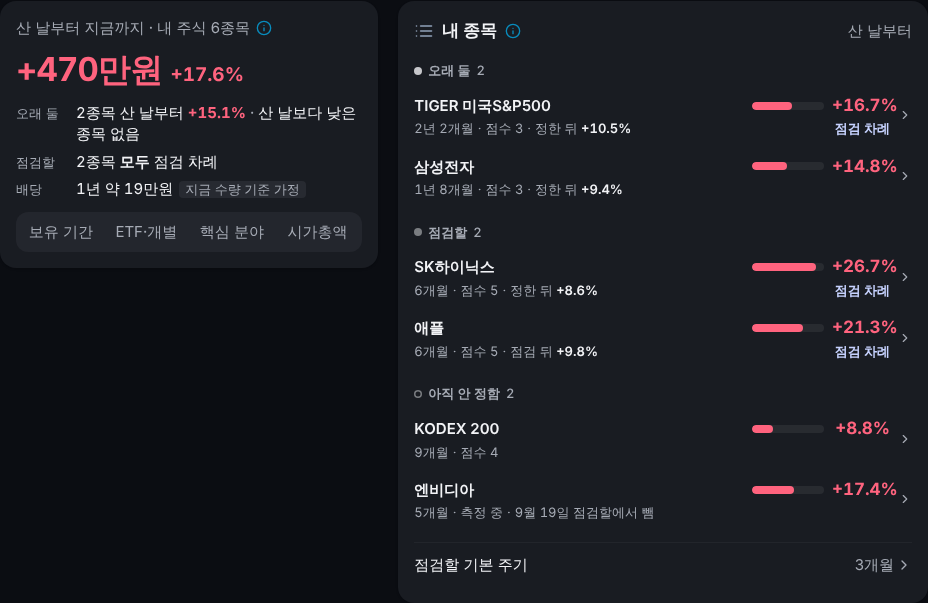 산 날부터 지금까지 · 내 주식 6종목
+470만원 +17.6%
오래 둘 2종목 산 날부터 +15.1% · 산 날보다 낮은
종목 없음
점검할 2종목 모두 점검 차례
배당 1년 약 19만원 지금 수량 기준 가정
보유 기간 ETF·개별 핵심 분야 시가총액
내 종목 산 날부터
오래 둘 2
TIGER 미국S&P500 +16.7%
2년 2개월 · 점수 3 · 정한 뒤 +10.5% 점검 차례
삼성전자 +14.8%
1년 8개월 · 점수 3 · 정한 뒤 +9.4%
점검할 2
SK하이닉스 +26.7%
6개월 · 점수 5 · 정한 뒤 +8.6% 점검 차례
애플 +21.3%
6개월 · 점수 5 · 점검 뒤 +9.8% 점검 차례
아직 안 정함 2
KODEX 200 +8.8%
9개월 · 점수 4
엔비디아 +17.4%
5개월 · 측정 중 · 9월 19일 점검할에서 뺌
점검할 기본 주기 3개월